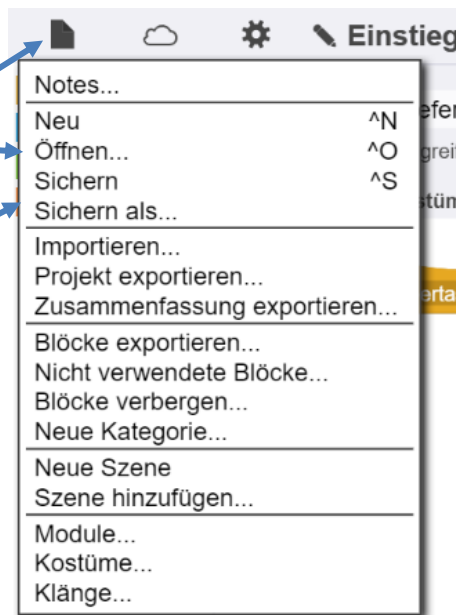 Einstieg
Notes...
Neu ^N
Öffnen... ^O
Sichern ^S
Sichern als...
Importieren...
Projekt exportieren...
Zusammenfassung exportieren...
Blöcke exportieren...
Nicht verwendete Blöcke...
Blöcke verbergen...
Neue Kategorie...
Neue Szene
Szene hinzufügen...
Module...
Kostüme...
Klänge...